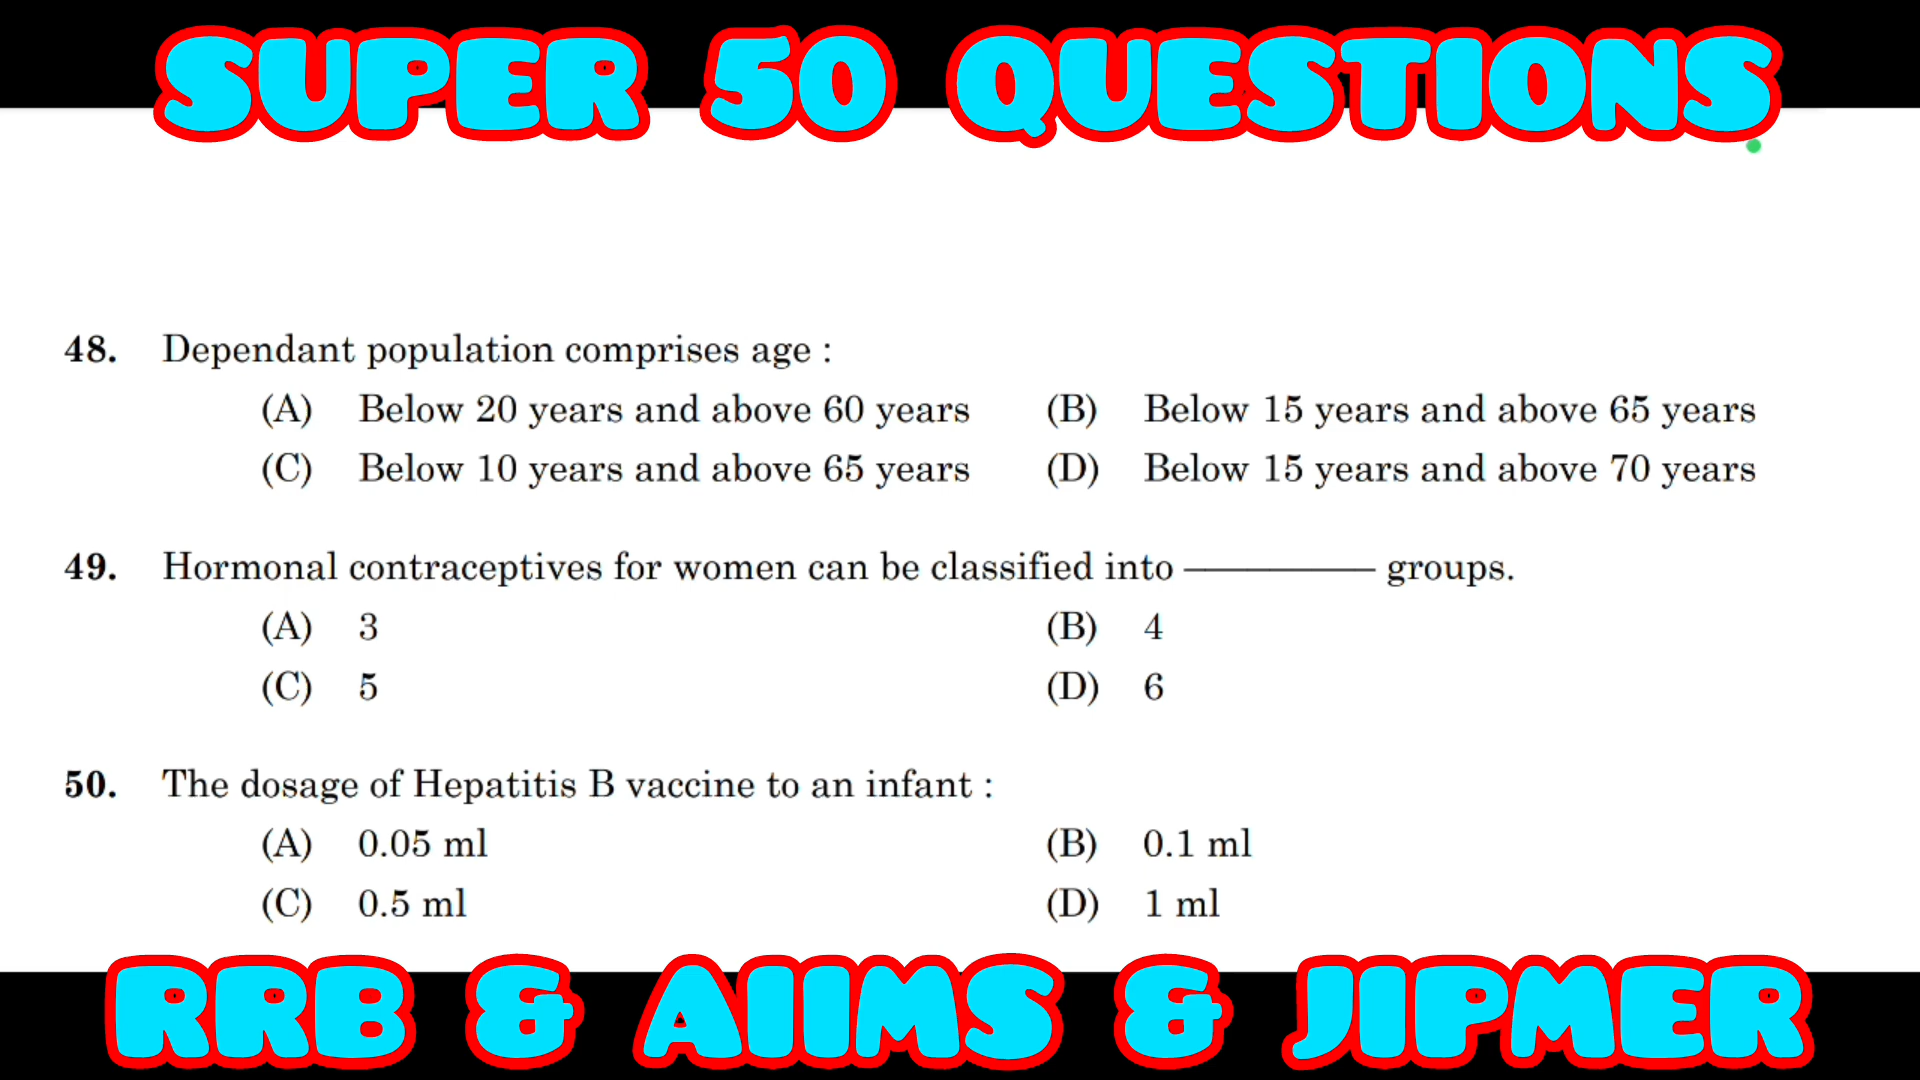 SUPER 50 QUESTIONS
48. Dependant population comprises age :
(A) Below 20 years and above 60 years (B) Below 15 years and above 65 years
(C) Below 10 years and above 65 years (D) Below 15 years and above 70 years
49. Hormonal contraceptives for women can be classified into ———— groups.
(A) 3 (B) 4
(C) 5 (D) 6
50. The dosage of Hepatitis B vaccine to an infant :
(A) 0.05 ml (B) 0.1 ml
(C) 0.5 ml (D) 1 ml
RRB & AIIMS & JIPMER